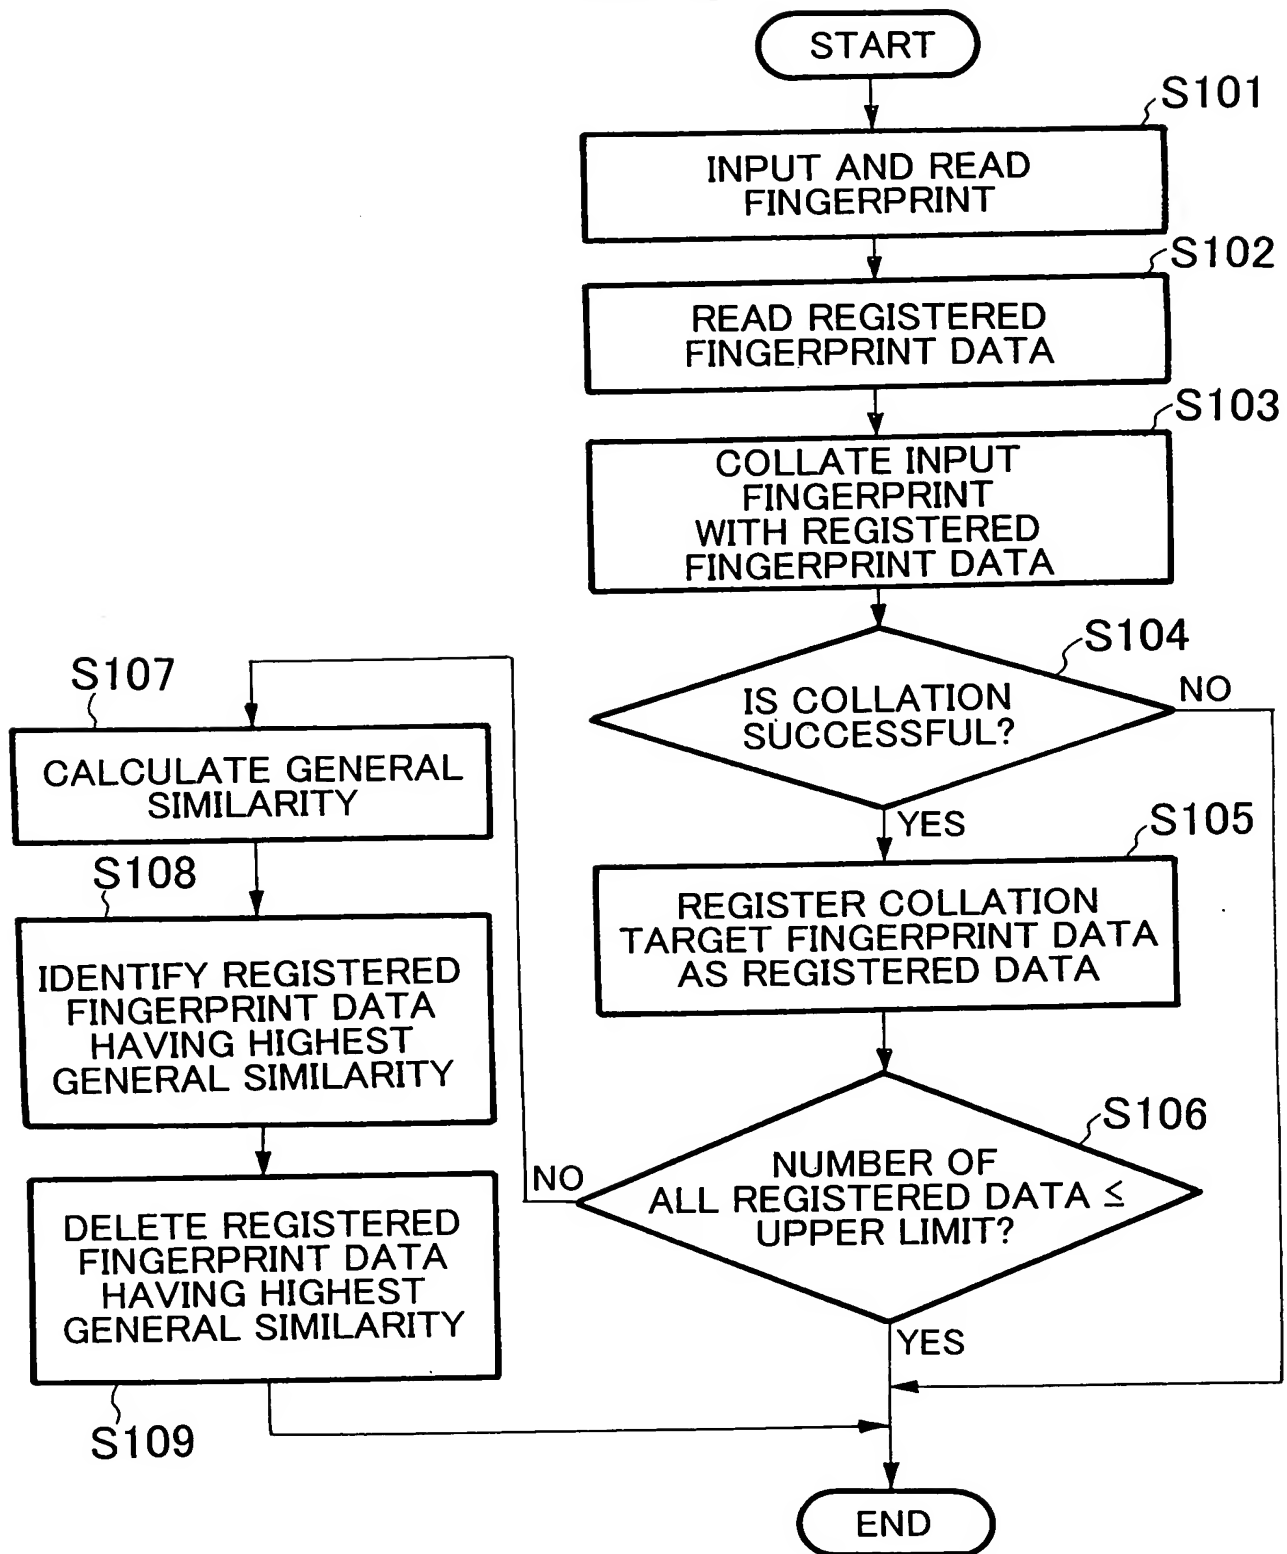 START
S101
INPUT AND READ
FINGERPRINT
S102
READ REGISTERED
FINGERPRINT DATA
S103
COLLATE INPUT
FINGERPRINT
WITH REGISTERED
FINGERPRINT DATA
S104
IS COLLATION
SUCCESSFUL?
NO
YES
S105
REGISTER COLLATION
TARGET FINGERPRINT DATA
AS REGISTERED DATA
S106
NUMBER OF
ALL REGISTERED DATA ≤
UPPER LIMIT?
NO
YES
S107
CALCULATE GENERAL
SIMILARITY
S108
IDENTIFY REGISTERED
FINGERPRINT DATA
HAVING HIGHEST
GENERAL SIMILARITY
DELETE REGISTERED
FINGERPRINT DATA
HAVING HIGHEST
GENERAL SIMILARITY
S109
END